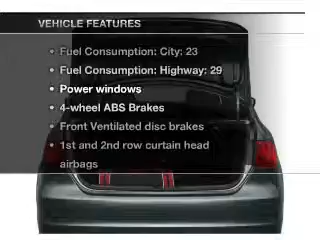 VEHICLE FEATURES
• Fuel Consumption: City: 23
• Fuel Consumption: Highway: 29
• Power windows
• 4-wheel ABS Brakes
• Front Ventilated disc brakes
• 1st and 2nd row curtain head
airbags